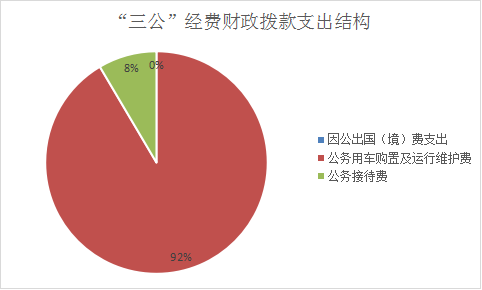 “三公”经费财政拨款支出结构
8%
0%
92%
因公出国（境）费支出
公务用车购置及运行维护费
公务接待费